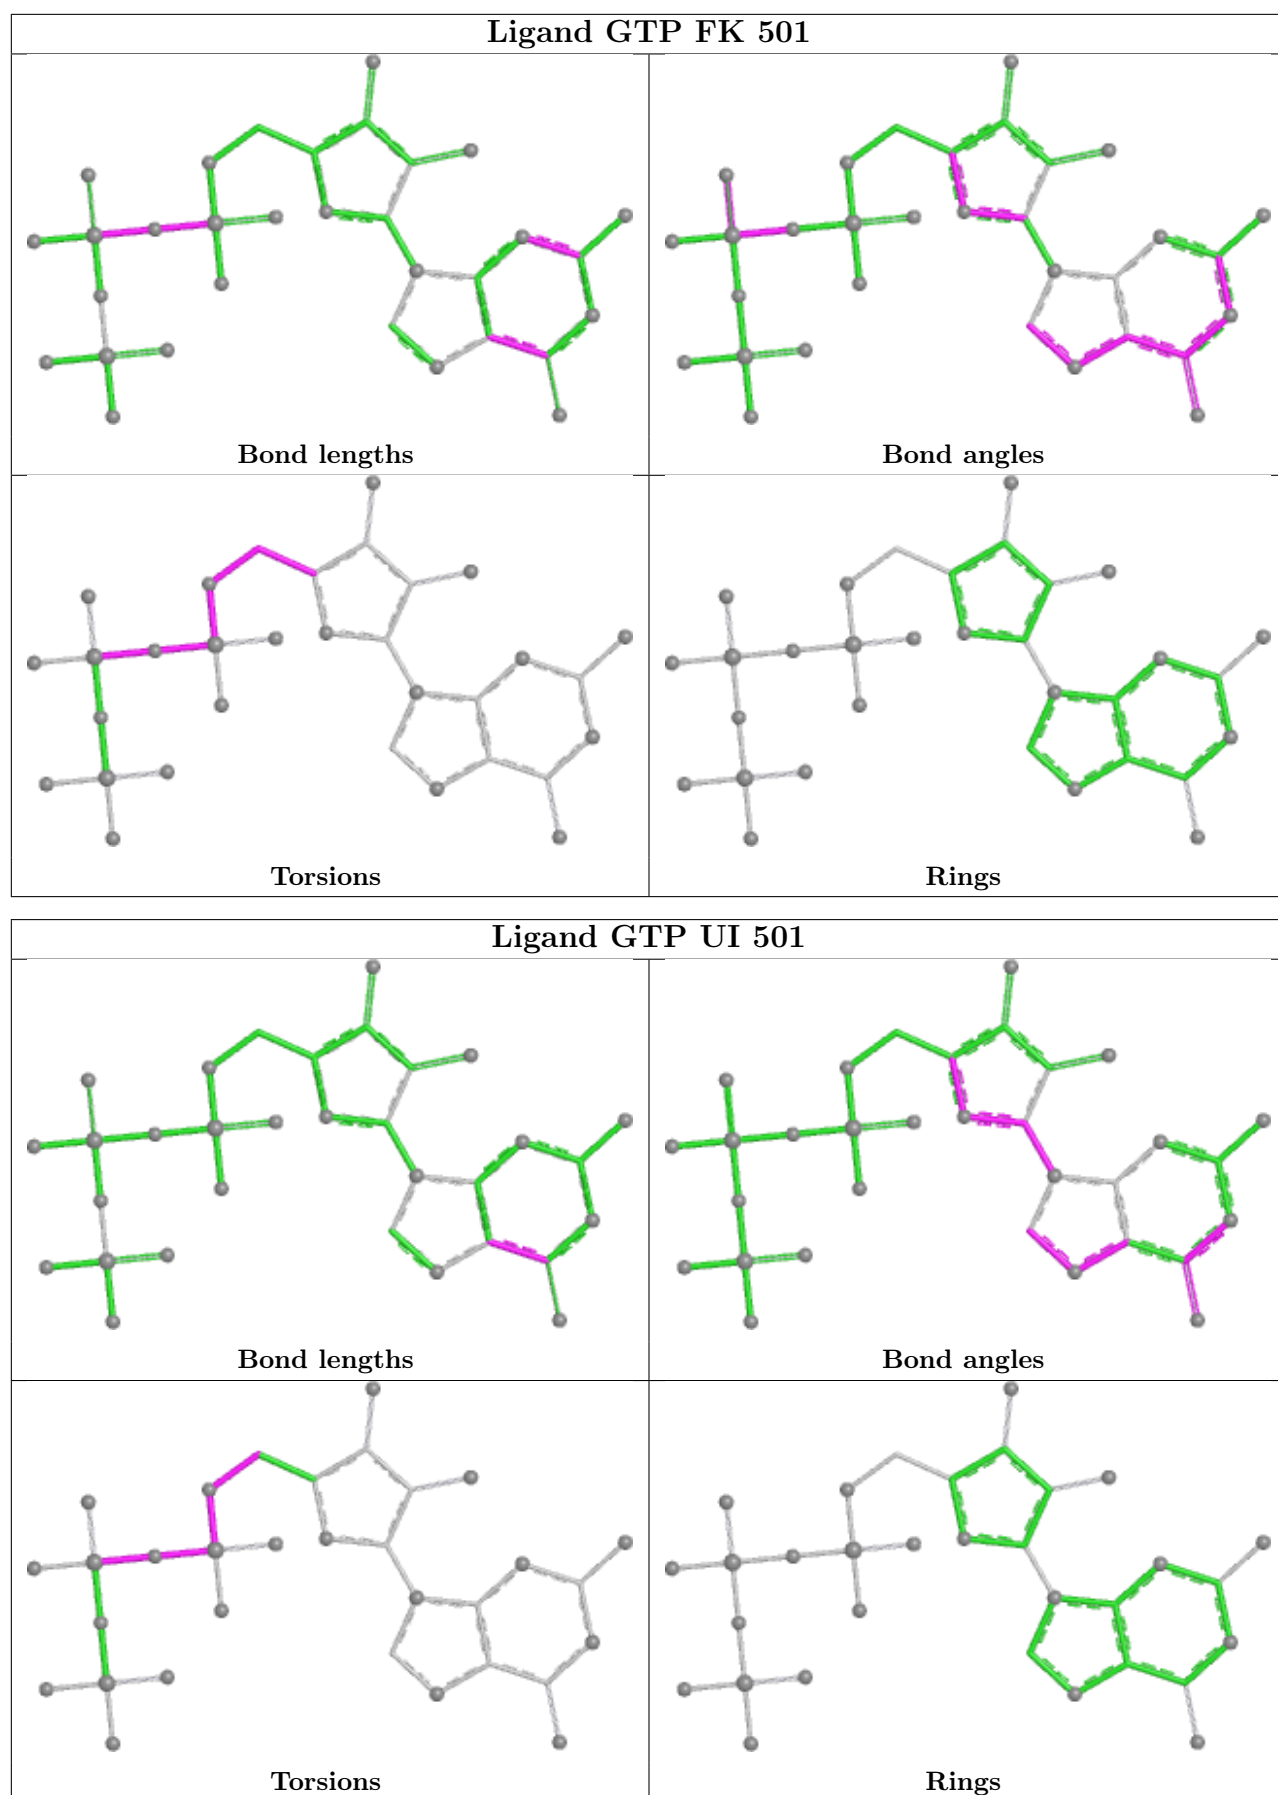 Ligand GTP FK 501
Bond lengths
Bond angles
Torsions
Rings
Ligand GTP UI 501
Bond lengths
Bond angles
Torsions
Rings